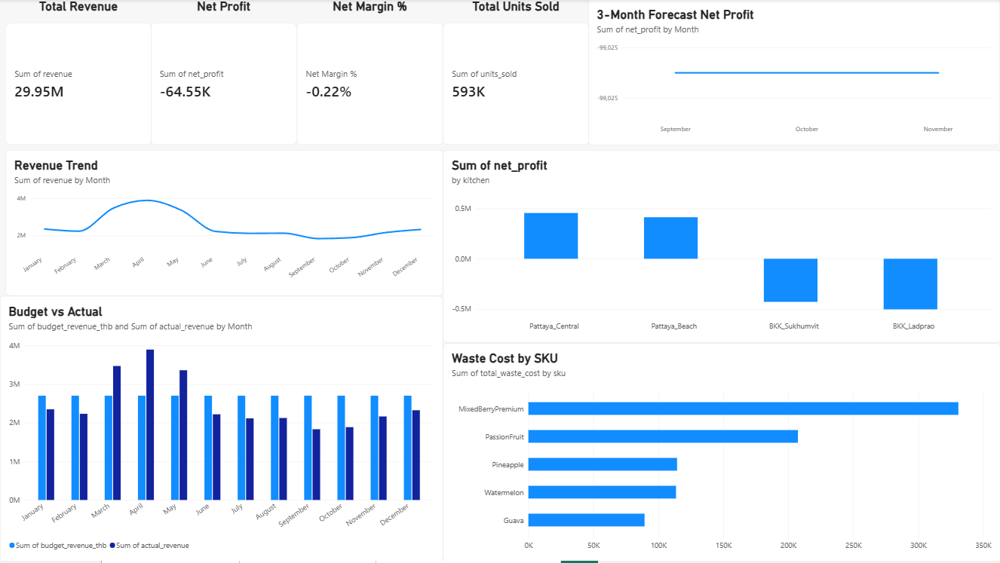 Total Revenue
Net Profit
Net Margin %
Total Units Sold
Sum of revenue
29.95M
Sum of net_profit
-64.55K
Net Margin %
-0.22%
Sum of units_sold
593K
3-Month Forecast Net Profit
Sum of net_profit by Month
-99,025
-99,025
September October November
Revenue Trend
Sum of revenue by Month
4M
2M
January February March April May June July August September October November December
Sum of net_profit
by kitchen
0.5M
0.0M
-0.5M
Pattaya_Central Pattaya_Beach BKK_Sukhumvit BKK_Ladprao
Budget vs Actual
Sum of budget_revenue_thb and Sum of actual_revenue by Month
4M
3M
2M
1M
0M
January February March April May June July August September October November December
Sum of budget_revenue_thb Sum of actual_revenue
Waste Cost by SKU
Sum of total_waste_cost by sku
MixedBerryPremium
PassionFruit
Pineapple
Watermelon
Guava
0K 50K 100K 150K 200K 250K 300K 350K